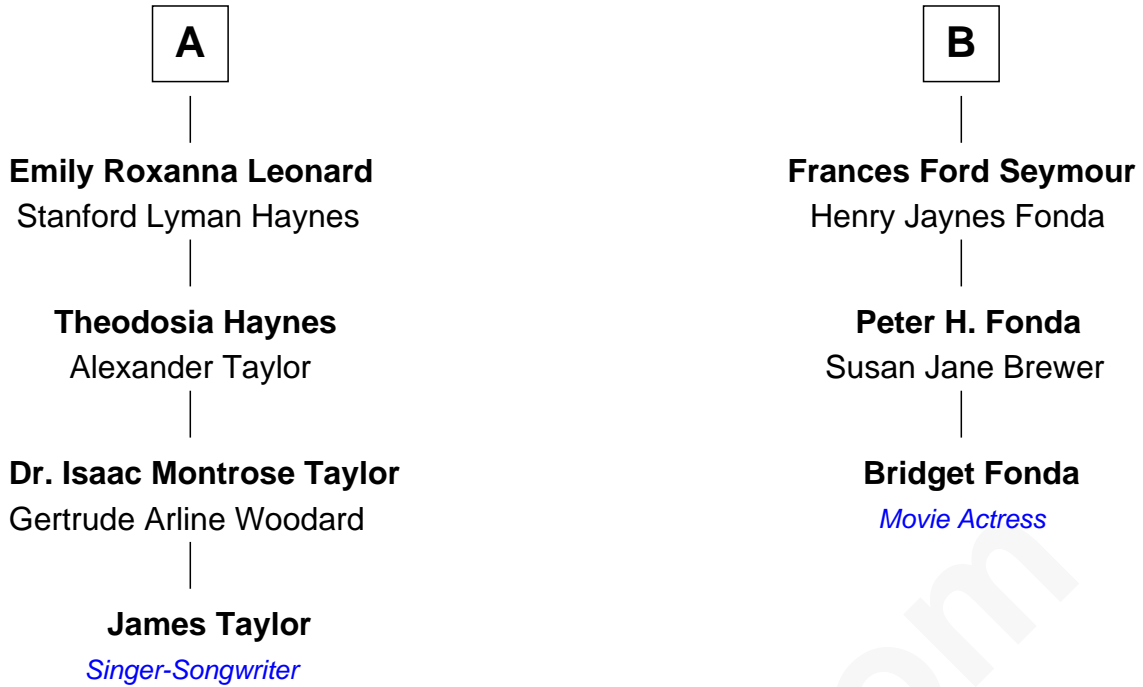 A
Emily Roxanna Leonard
Stanford Lyman Haynes
Theodosia Haynes
Alexander Taylor
Dr. Isaac Montrose Taylor
Gertrude Arline Woodard
James Taylor
Singer-Songwriter
B
Frances Ford Seymour
Henry Jaynes Fonda
Peter H. Fonda
Susan Jane Brewer
Bridget Fonda
Movie Actress
om